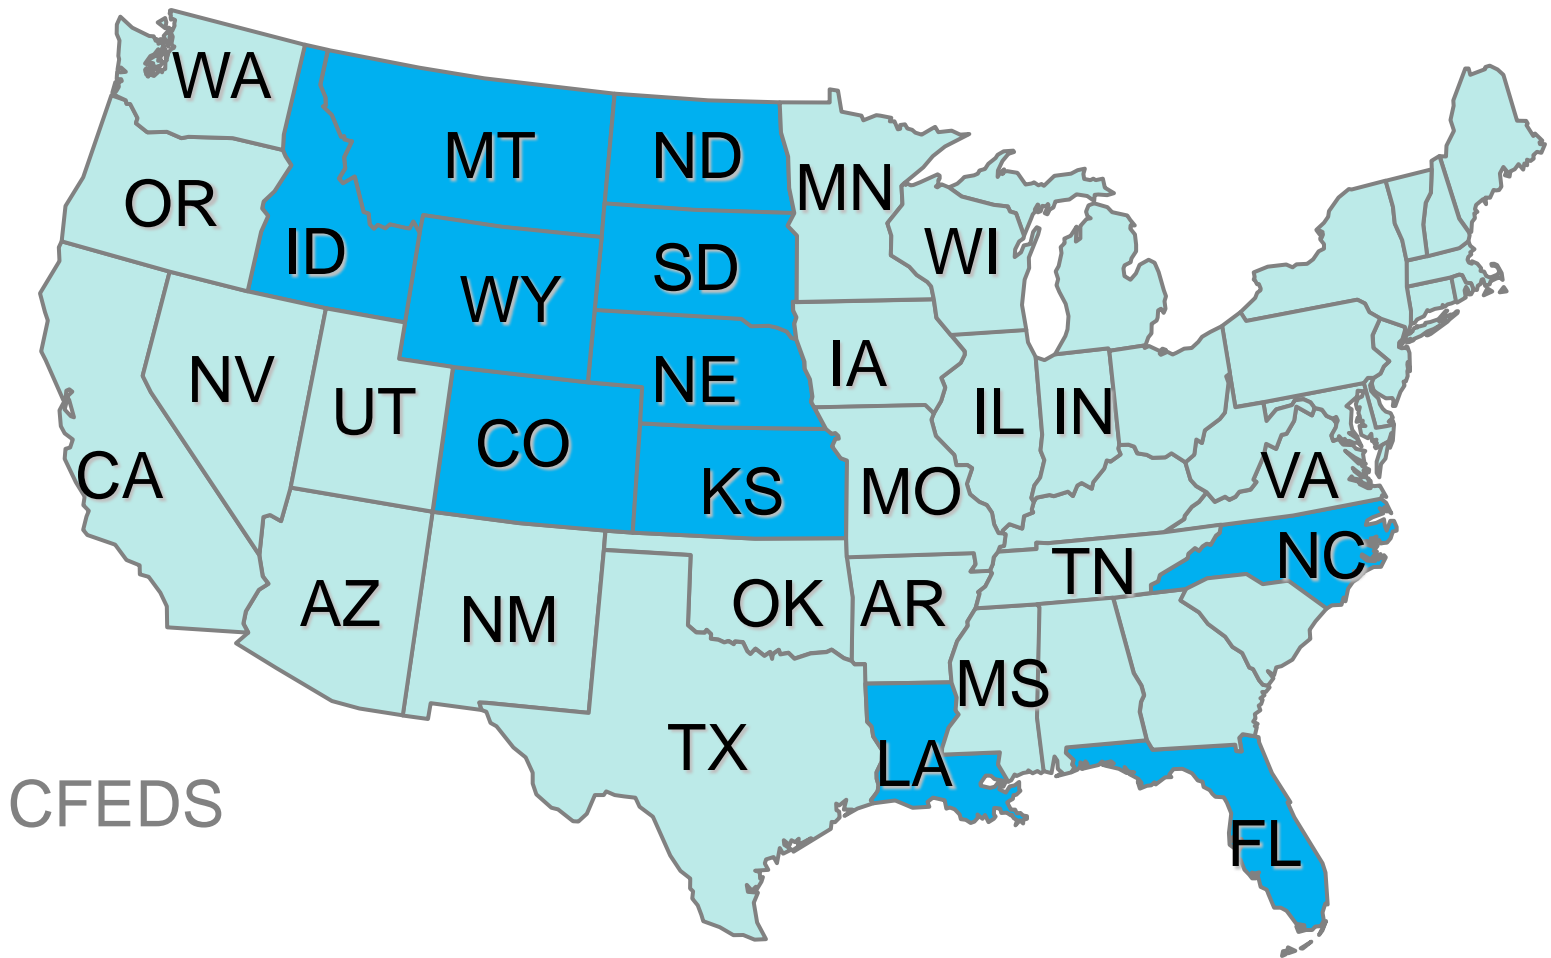 WA
MT
ND
MN
OR
ID
WY
SD
WI
NV
UT
CO
NE
IA
IL
IN
CA
KS
MO
VA
AZ
NM
OK
AR
TN
NC
TX
LA
MS
FL
CFEDS